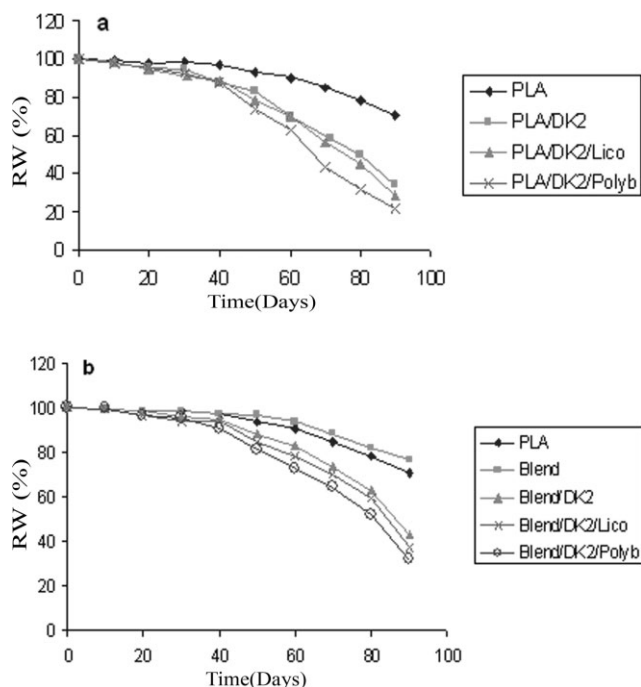 a
120
100
80
60
40
20
0
RW (%)
0 20 40 60 80 100
Time(Days)
PLA
PLA/DK2
PLA/DK2/Lico
PLA/DK2/Polyb
b
120
100
80
60
40
20
0
RW (%)
0 20 40 60 80 100
Time(Days)
PLA
Blend
Blend/DK2
Blend/DK2/Lico
Blend/DK2/Polyb